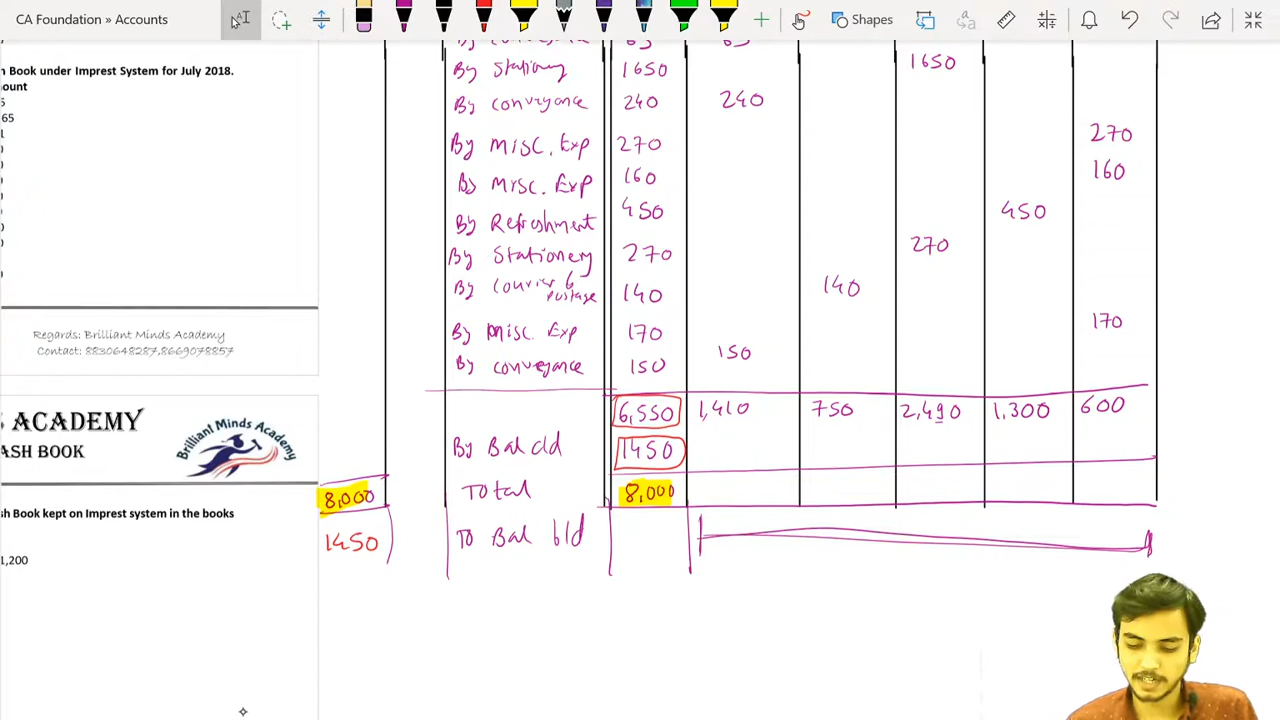 CA Foundation » Accounts
Shapes
h Book under Imprest System for July 2018.
ount
65
1650
By Stationery 1650
By conveyance 240 240
By Misc. Exp 270 270
By Misc. Exp 160 160
By Refreshment 450 450
By Stationery 270 270
By Courier & Postage 140 140
By Misc. Exp 170 170
By conveyance 150 150
6,550 1,410 750 2,490 1,300 600
By Bal c/d 1450
8,000 Total 8,000
1450 To Bal b/d
Regards: Brilliant Minds Academy
Contact: 8830648287,8669078857
S ACADEMY
ASH BOOK
Brilliant Minds Academy
sh Book kept on Imprest system in the books
1,200